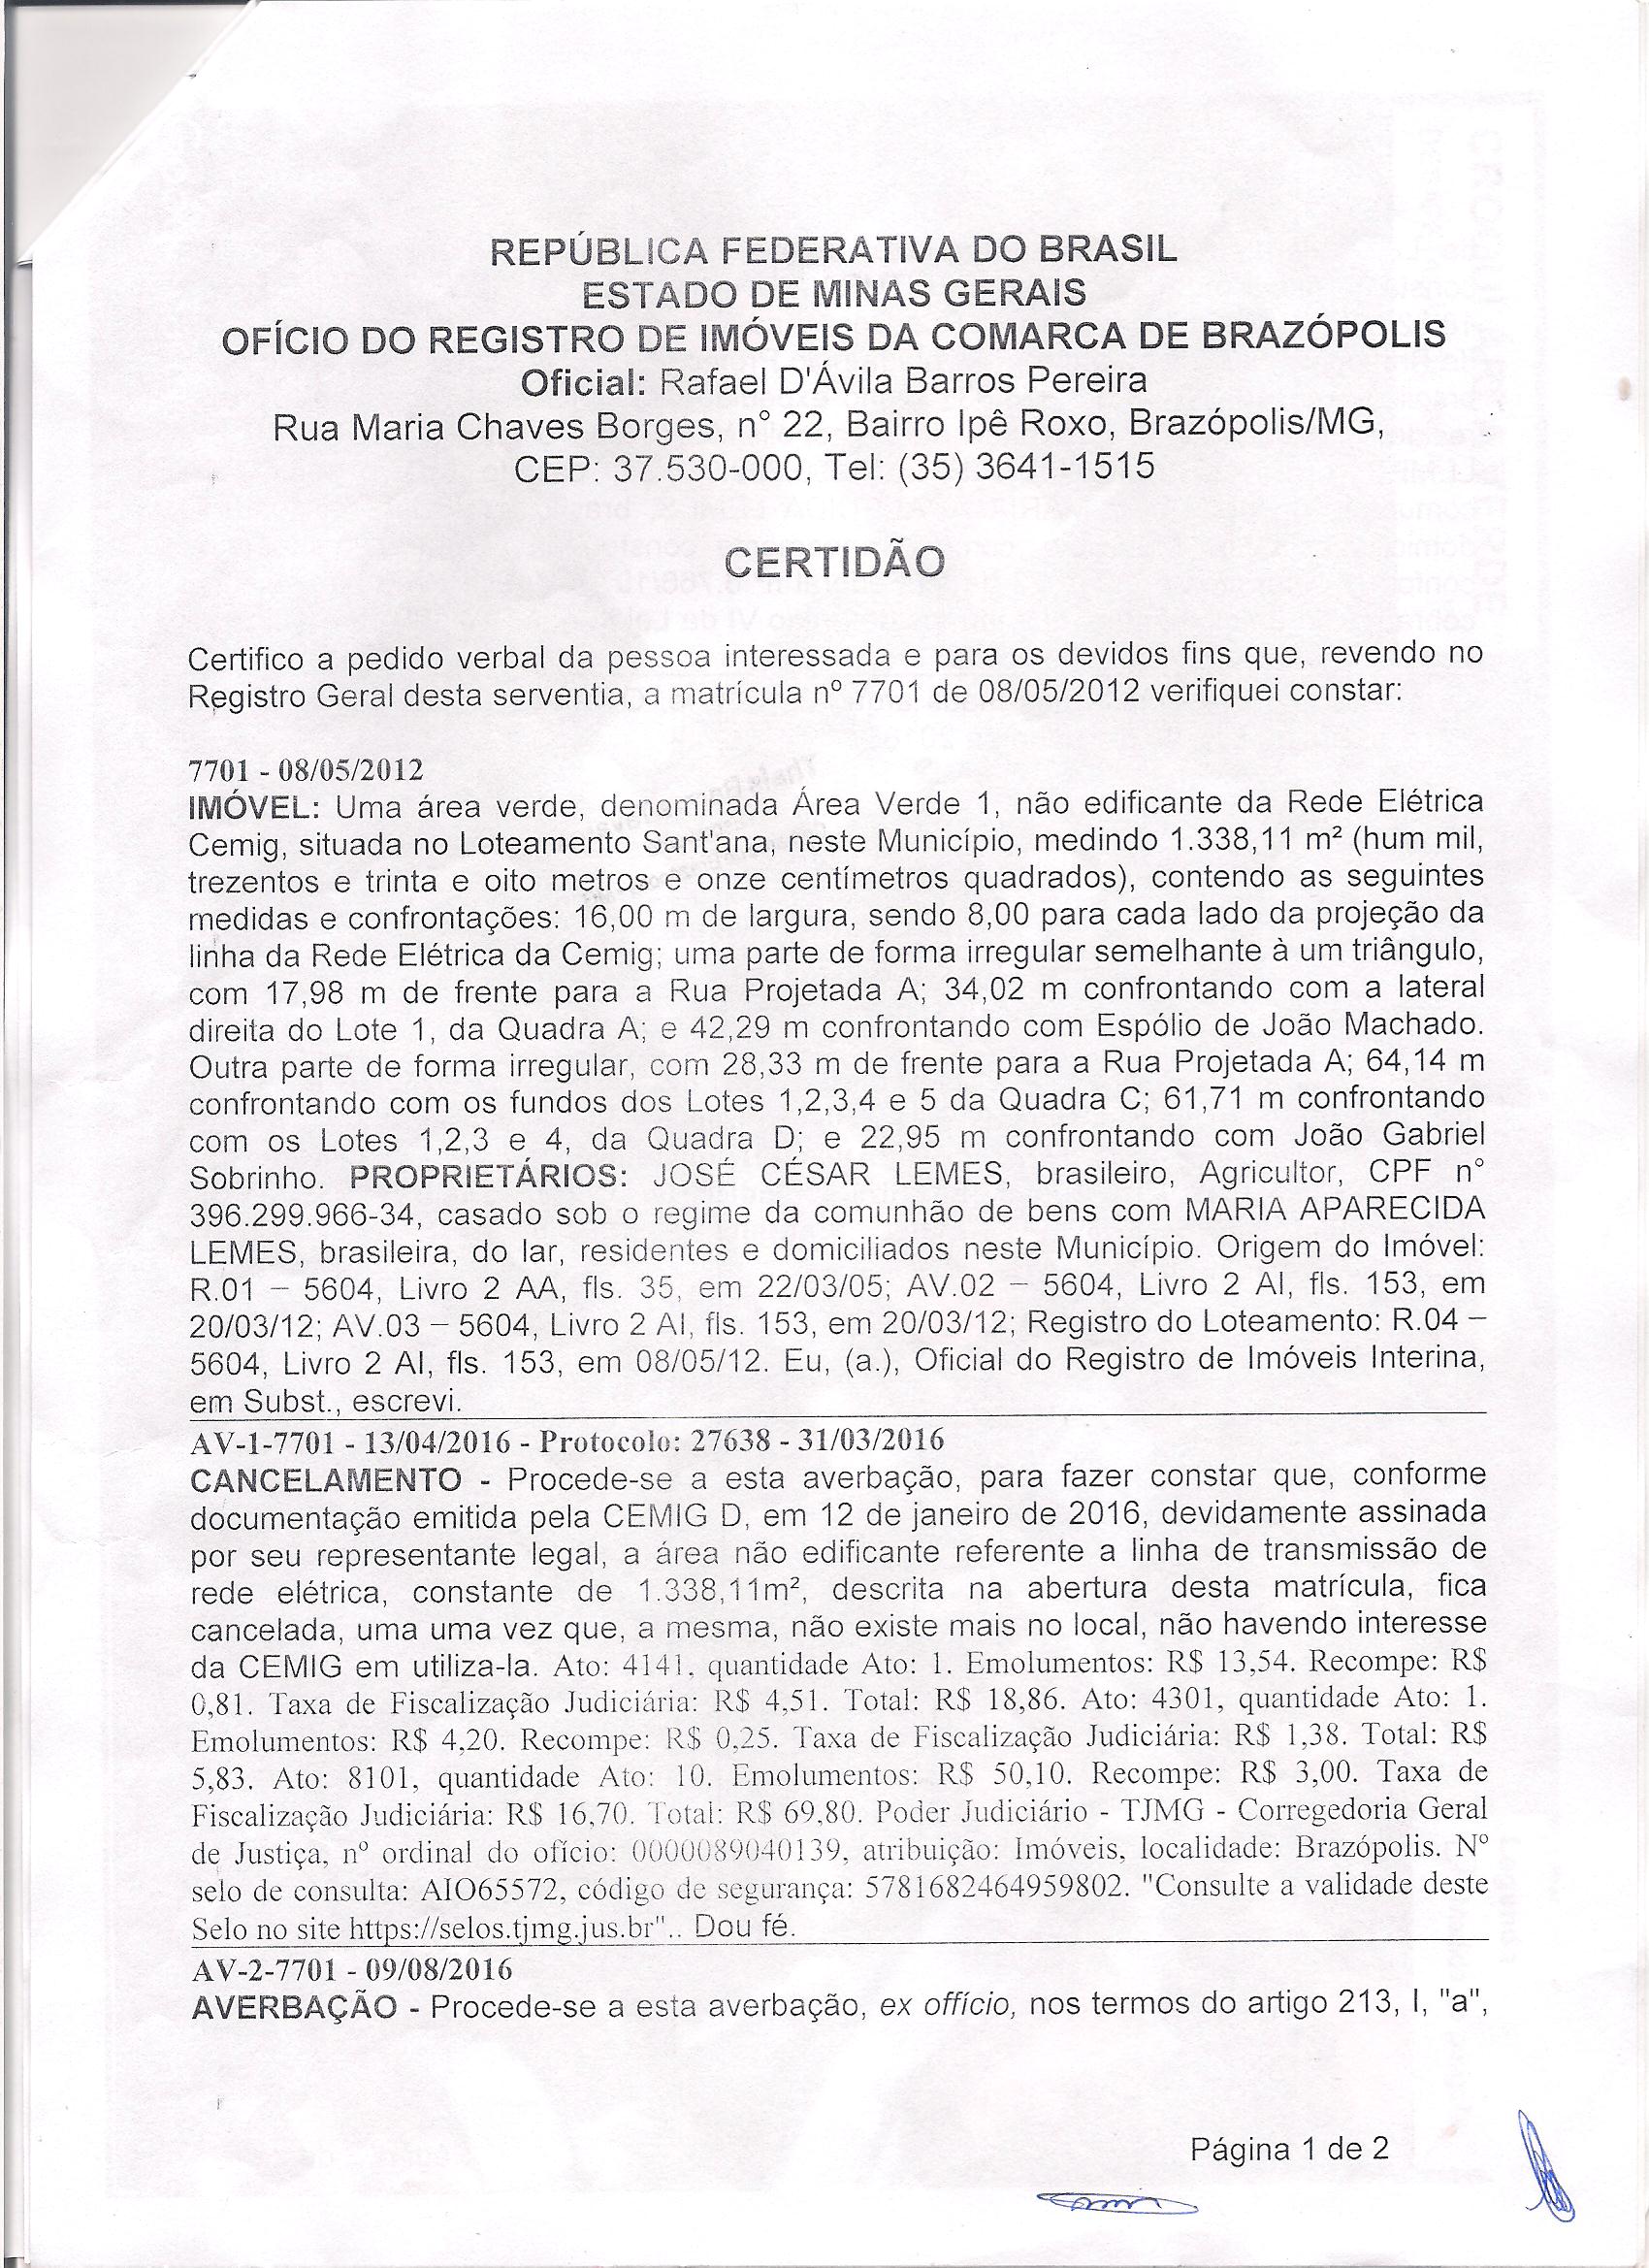 REPÚBLICA FEDERATIVA DO BRASIL
ESTADO DE MINAS GERAIS
OFÍCIO DO REGISTRO DE IMÓVEIS DA COMARCA DE BRAZÓPOLIS
Oficial: Rafael D'Ávila Barros Pereira
Rua Maria Chaves Borges, n° 22, Bairro Ipê Roxo, Brazópolis/MG,
CEP: 37.530-000, Tel: (35) 3641-1515
CERTIDÃO
Certifico a pedido verbal da pessoa interessada e para os devidos fins que, revendo no
Registro Geral desta serventia, a matrícula nº 7701 de 08/05/2012 verifiquei constar:
7701 - 08/05/2012
IMÓVEL: Uma área verde, denominada Área Verde 1, não edificante da Rede Elétrica
Cemig, situada no Loteamento Sant'ana, neste Município, medindo 1.338,11 m² (hum mil,
trezentos e trinta e oito metros e onze centímetros quadrados), contendo as seguintes
medidas e confrontações: 16,00 m de largura, sendo 8,00 para cada lado da projeção da
linha da Rede Elétrica da Cemig; uma parte de forma irregular semelhante à um triângulo,
com 17,98 m de frente para a Rua Projetada A; 34,02 m confrontando com a lateral
direita do Lote 1, da Quadra A; e 42,29 m confrontando com Espólio de João Machado.
Outra parte de forma irregular, com 28,33 m de frente para a Rua Projetada A; 64,14 m
confrontando com os fundos dos Lotes 1,2,3,4 e 5 da Quadra C; 61,71 m confrontando
com os Lotes 1,2,3 e 4, da Quadra D; e 22,95 m confrontando com João Gabriel
Sobrinho. PROPRIETÁRIOS: JOSÉ CÉSAR LEMES, brasileiro, Agricultor, CPF n°
396.299.966-34, casado sob o regime da comunhão de bens com MARIA APARECIDA
LEMES, brasileira, do lar, residentes e domiciliados neste Município. Origem do Imóvel:
R.01 – 5604, Livro 2 AA, fls. 35, em 22/03/05; AV.02 – 5604, Livro 2 AI, fls. 153, em
20/03/12; AV.03 – 5604, Livro 2 AI, fls. 153, em 20/03/12; Registro do Loteamento: R.04 –
5604, Livro 2 AI, fls. 153, em 08/05/12. Eu, (a.), Oficial do Registro de Imóveis Interina,
em Subst., escrevi.
AV-1-7701 - 13/04/2016 - Protocolo: 27638 - 31/03/2016
CANCELAMENTO - Procede-se a esta averbação, para fazer constar que, conforme
documentação emitida pela CEMIG D, em 12 de janeiro de 2016, devidamente assinada
por seu representante legal, a área não edificante referente a linha de transmissão de
rede elétrica, constante de 1.338,11m², descrita na abertura desta matrícula, fica
cancelada, uma uma vez que, a mesma, não existe mais no local, não havendo interesse
da CEMIG em utiliza-la. Ato: 4141, quantidade Ato: 1. Emolumentos: R$ 13,54. Recompe: R$
0,81. Taxa de Fiscalização Judiciária: R$ 4,51. Total: R$ 18,86. Ato: 4301, quantidade Ato: 1.
Emolumentos: R$ 4,20. Recompe: R$ 0,25. Taxa de Fiscalização Judiciária: R$ 1,38. Total: R$
5,83. Ato: 8101, quantidade Ato: 10. Emolumentos: R$ 50,10. Recompe: R$ 3,00. Taxa de
Fiscalização Judiciária: R$ 16,70. Total: R$ 69,80. Poder Judiciário - TJMG - Corregedoria Geral
de Justiça, nº ordinal do ofício: 0000089040139, atribuição: Imóveis, localidade: Brazópolis. Nº
selo de consulta: AIO65572, código de segurança: 5781682464959802. "Consulte a validade deste
Selo no site https://selos.tjmg.jus.br".. Dou fé.
AV-2-7701 - 09/08/2016
AVERBAÇÃO - Procede-se a esta averbação, ex offício, nos termos do artigo 213, I, "a",
Página 1 de 2